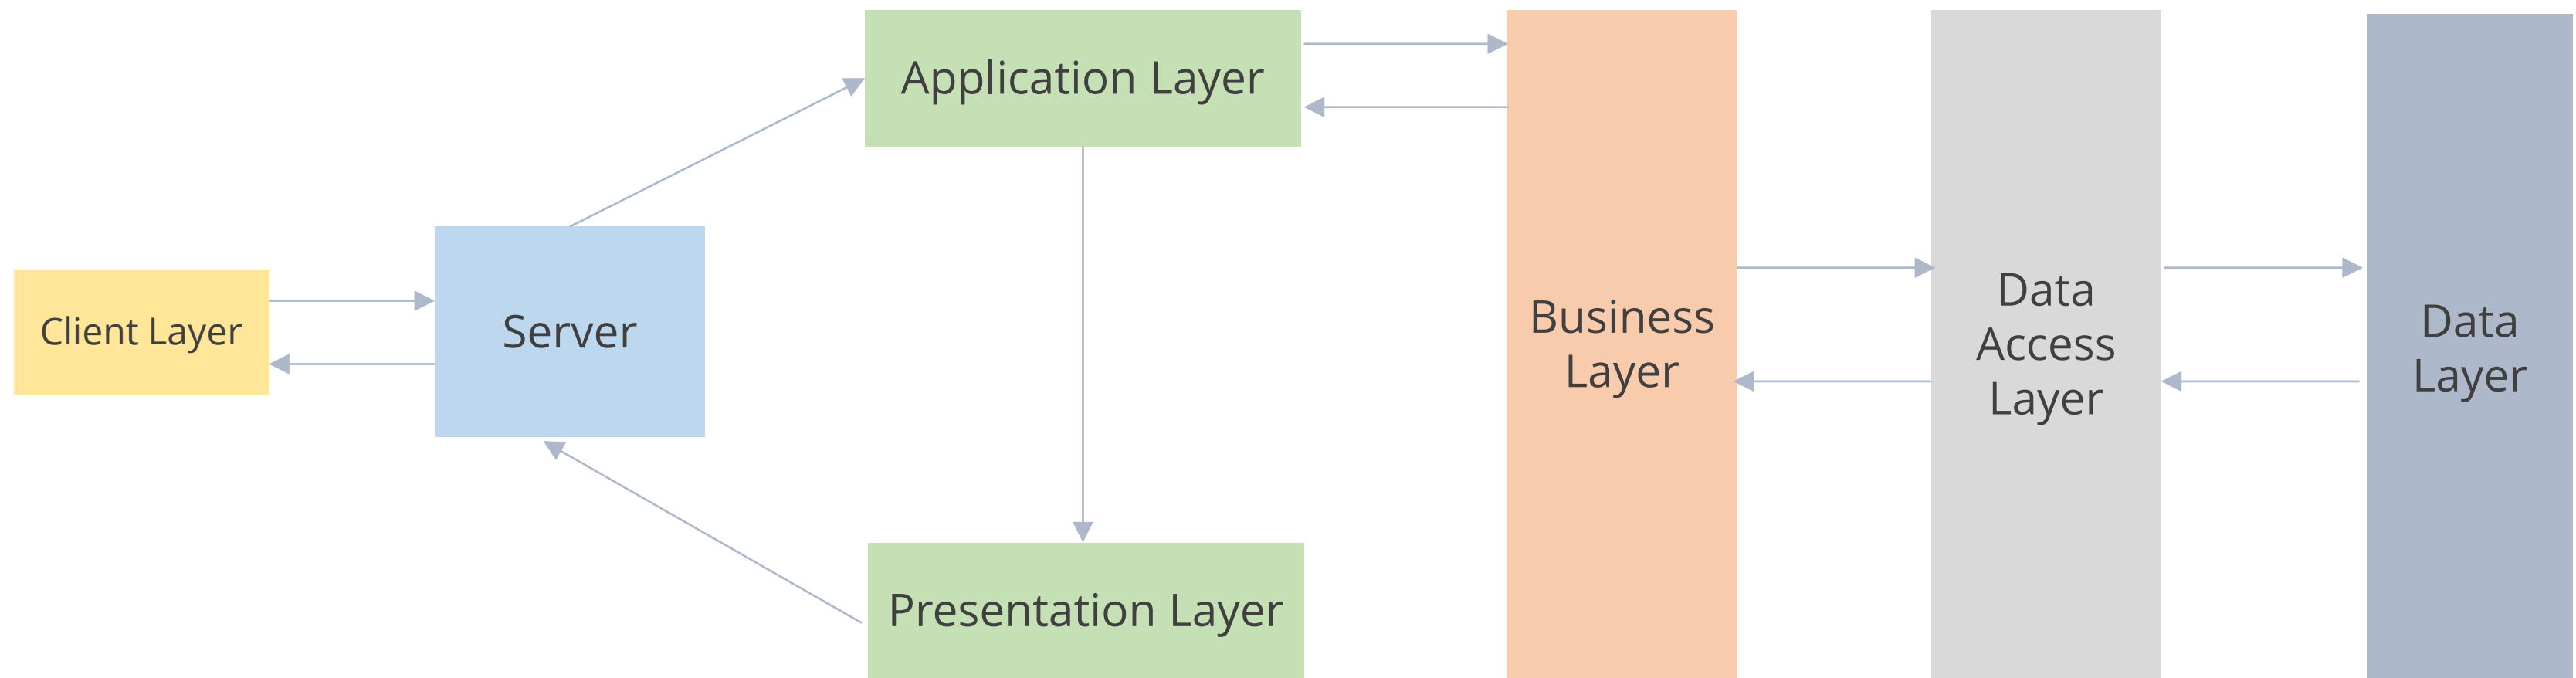 Application Layer
Client Layer
Server
Presentation Layer
Business
Layer
Data
Access
Layer
Data
Layer